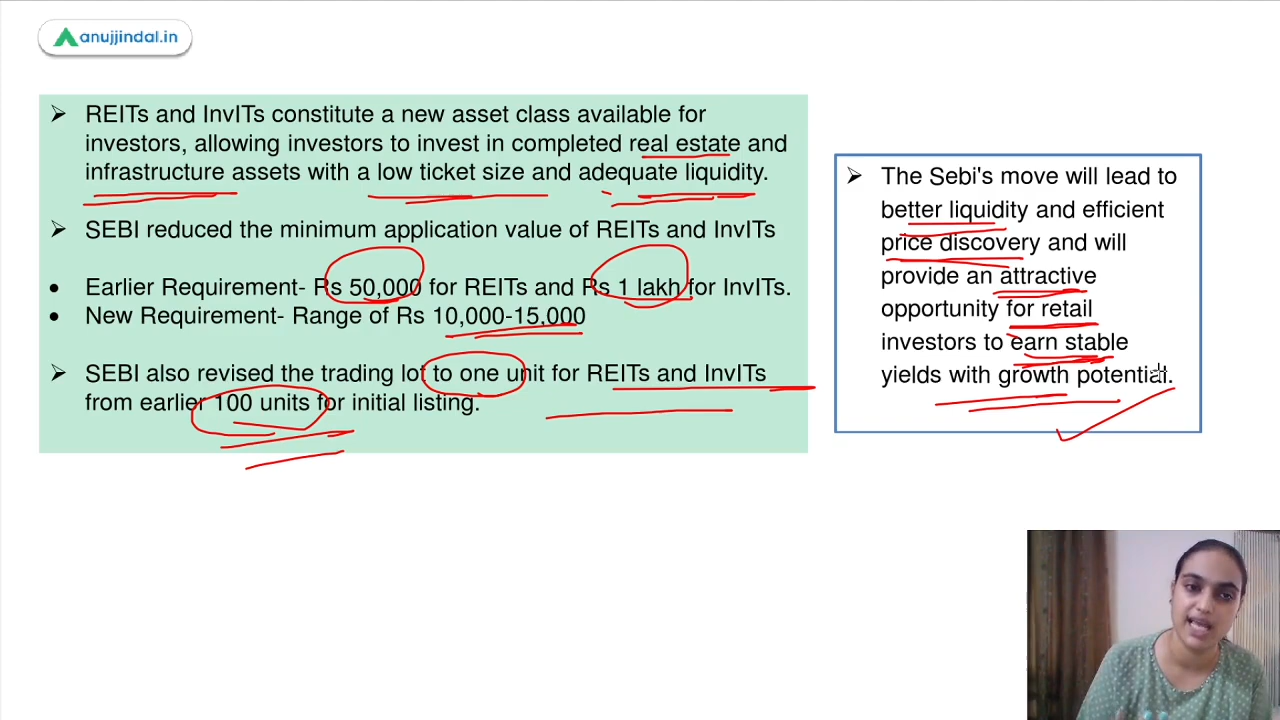 anujjindal.in
➢ REITs and InvITs constitute a new asset class available for
investors, allowing investors to invest in completed real estate and
infrastructure assets with a low ticket size and adequate liquidity.
➢ SEBI reduced the minimum application value of REITs and InvITs
• Earlier Requirement- Rs 50,000 for REITs and Rs 1 lakh for InvITs.
• New Requirement- Range of Rs 10,000-15,000
➢ SEBI also revised the trading lot to one unit for REITs and InvITs
from earlier 100 units for initial listing.
➢ The Sebi's move will lead to
better liquidity and efficient
price discovery and will
provide an attractive
opportunity for retail
investors to earn stable
yields with growth potential.